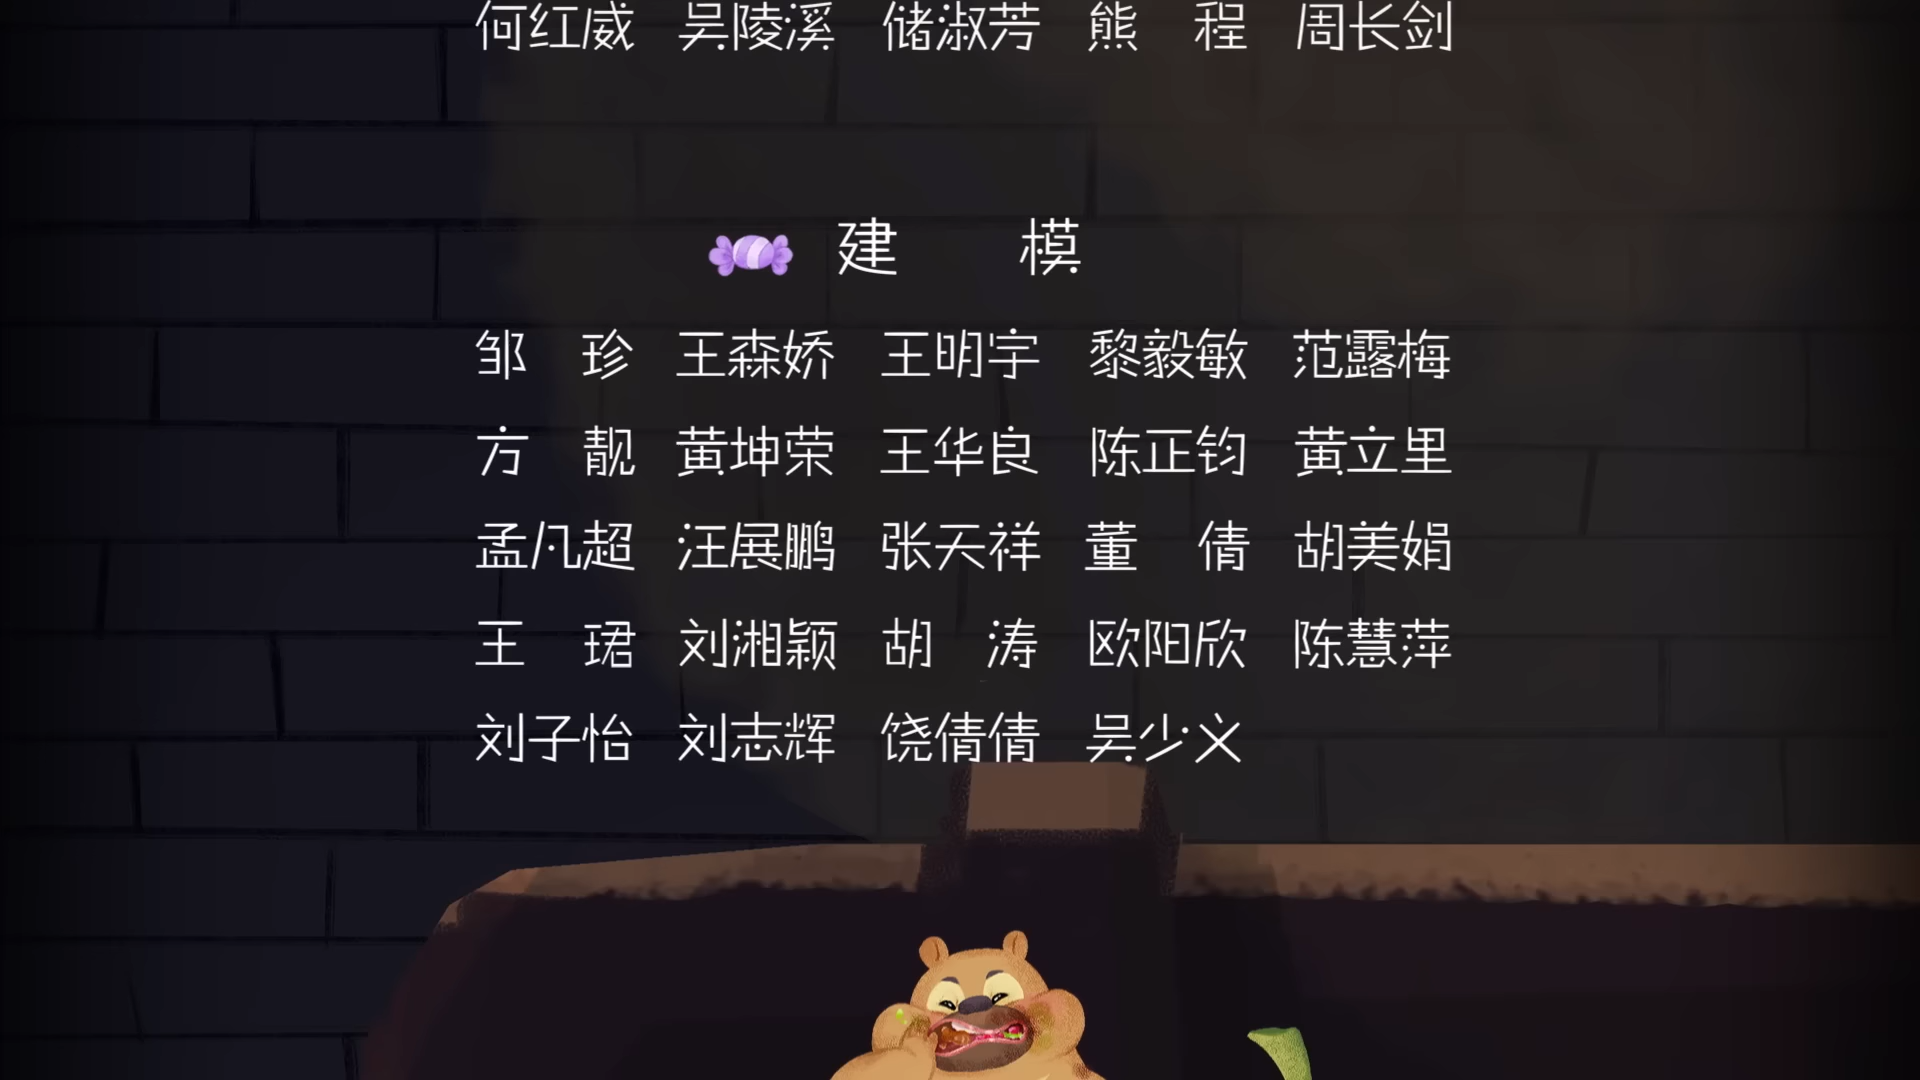 何红威 吴陵溪 储淑芳 熊 程 周长剑
建 模
邹 珍 王森娇 王明宇 黎毅敏 范露梅
方 靓 黄坤荣 王华良 陈正钧 黄立里
孟凡超 汪展鹏 张天祥 董 倩 胡美娟
王 珺 刘湘颖 胡 涛 欧阳欣 陈慧萍
刘子怡 刘志辉 饶倩倩 吴少义